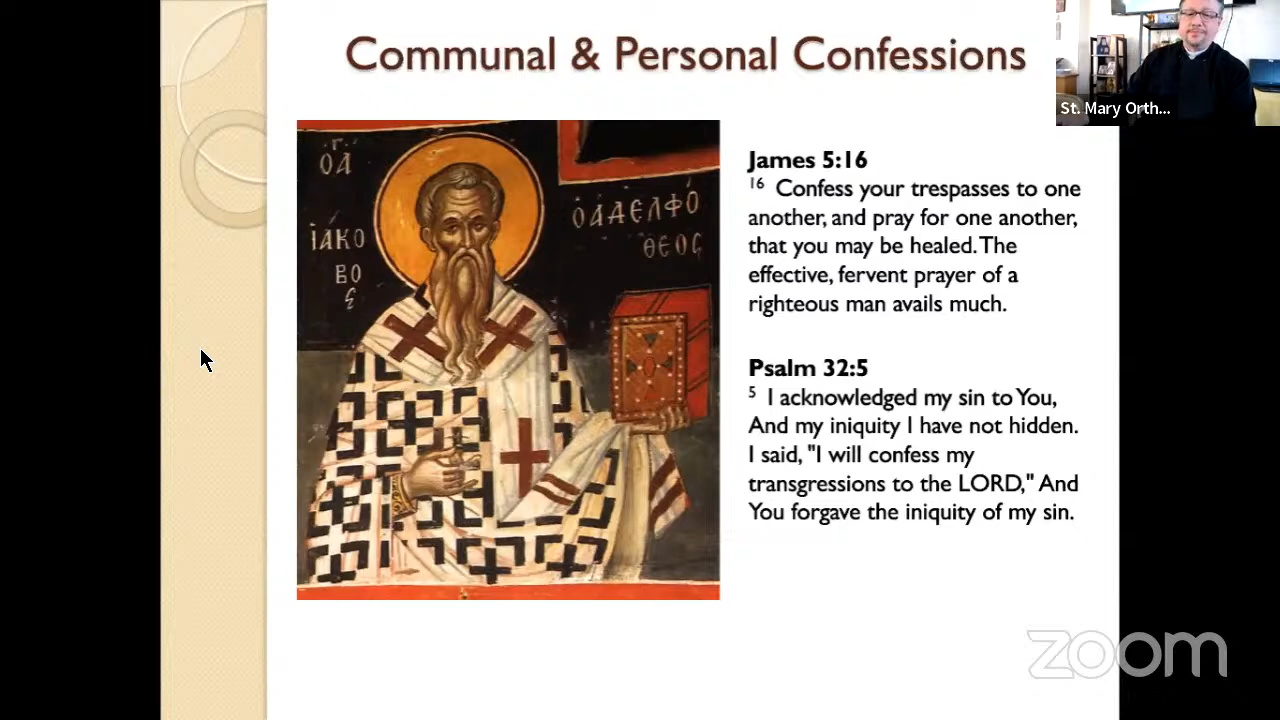 Communal & Personal Confessions
St. Mary Orth...
ὁ ἅ
ἰάκω
βο
ς
ὁ ἀδελφό
θεος
James 5:16
16 Confess your trespasses to one
another, and pray for one another,
that you may be healed. The
effective, fervent prayer of a
righteous man avails much.
Psalm 32:5
5 I acknowledged my sin to You,
And my iniquity I have not hidden.
I said, "I will confess my
transgressions to the LORD," And
You forgave the iniquity of my sin.
zoom